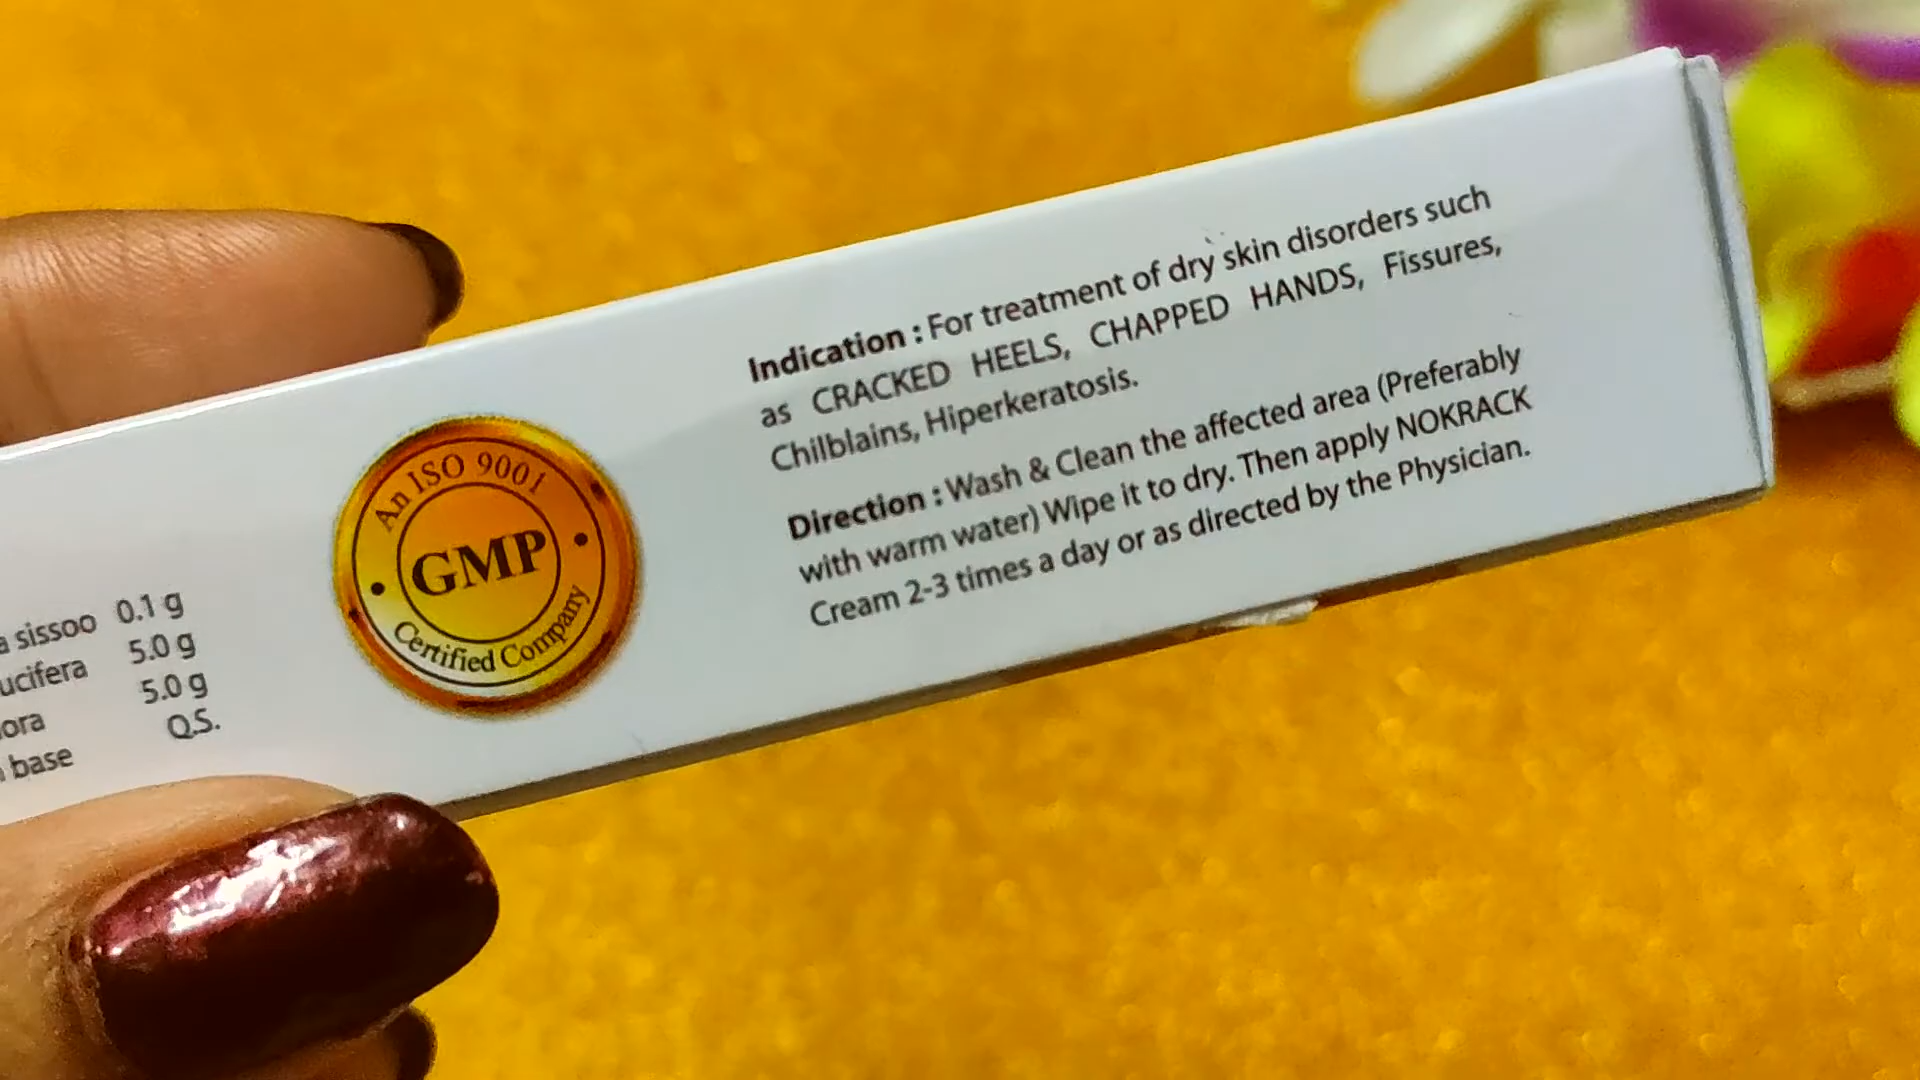 a sissoo 0.1 g
ucifera 5.0 g
ora 5.0 g
base Q.S.
An ISO 9001
GMP
Certified Company
Indication : For treatment of dry skin disorders such
as CRACKED HEELS, CHAPPED HANDS, Fissures,
Chilblains, Hiperkeratosis.
Direction : Wash & Clean the affected area (Preferably
with warm water) Wipe it to dry. Then apply NOKRACK
Cream 2-3 times a day or as directed by the Physician.